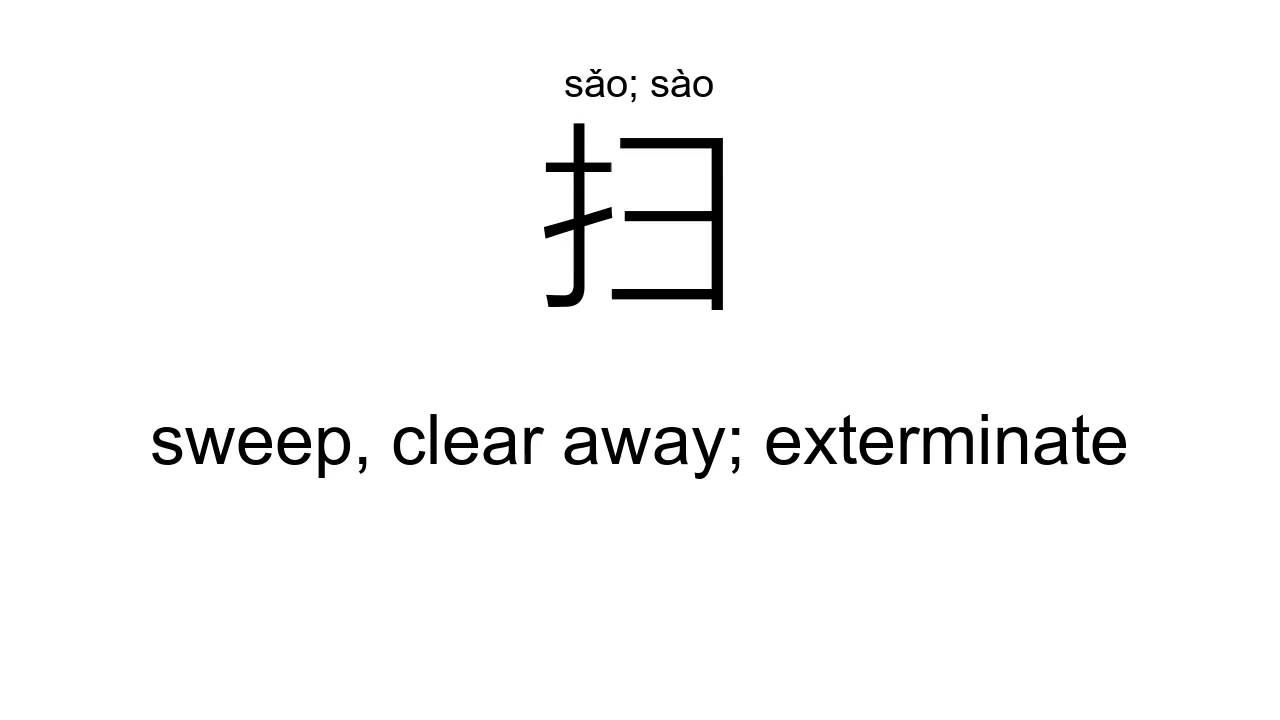 sǎo; sào
扫
sweep, clear away; exterminate